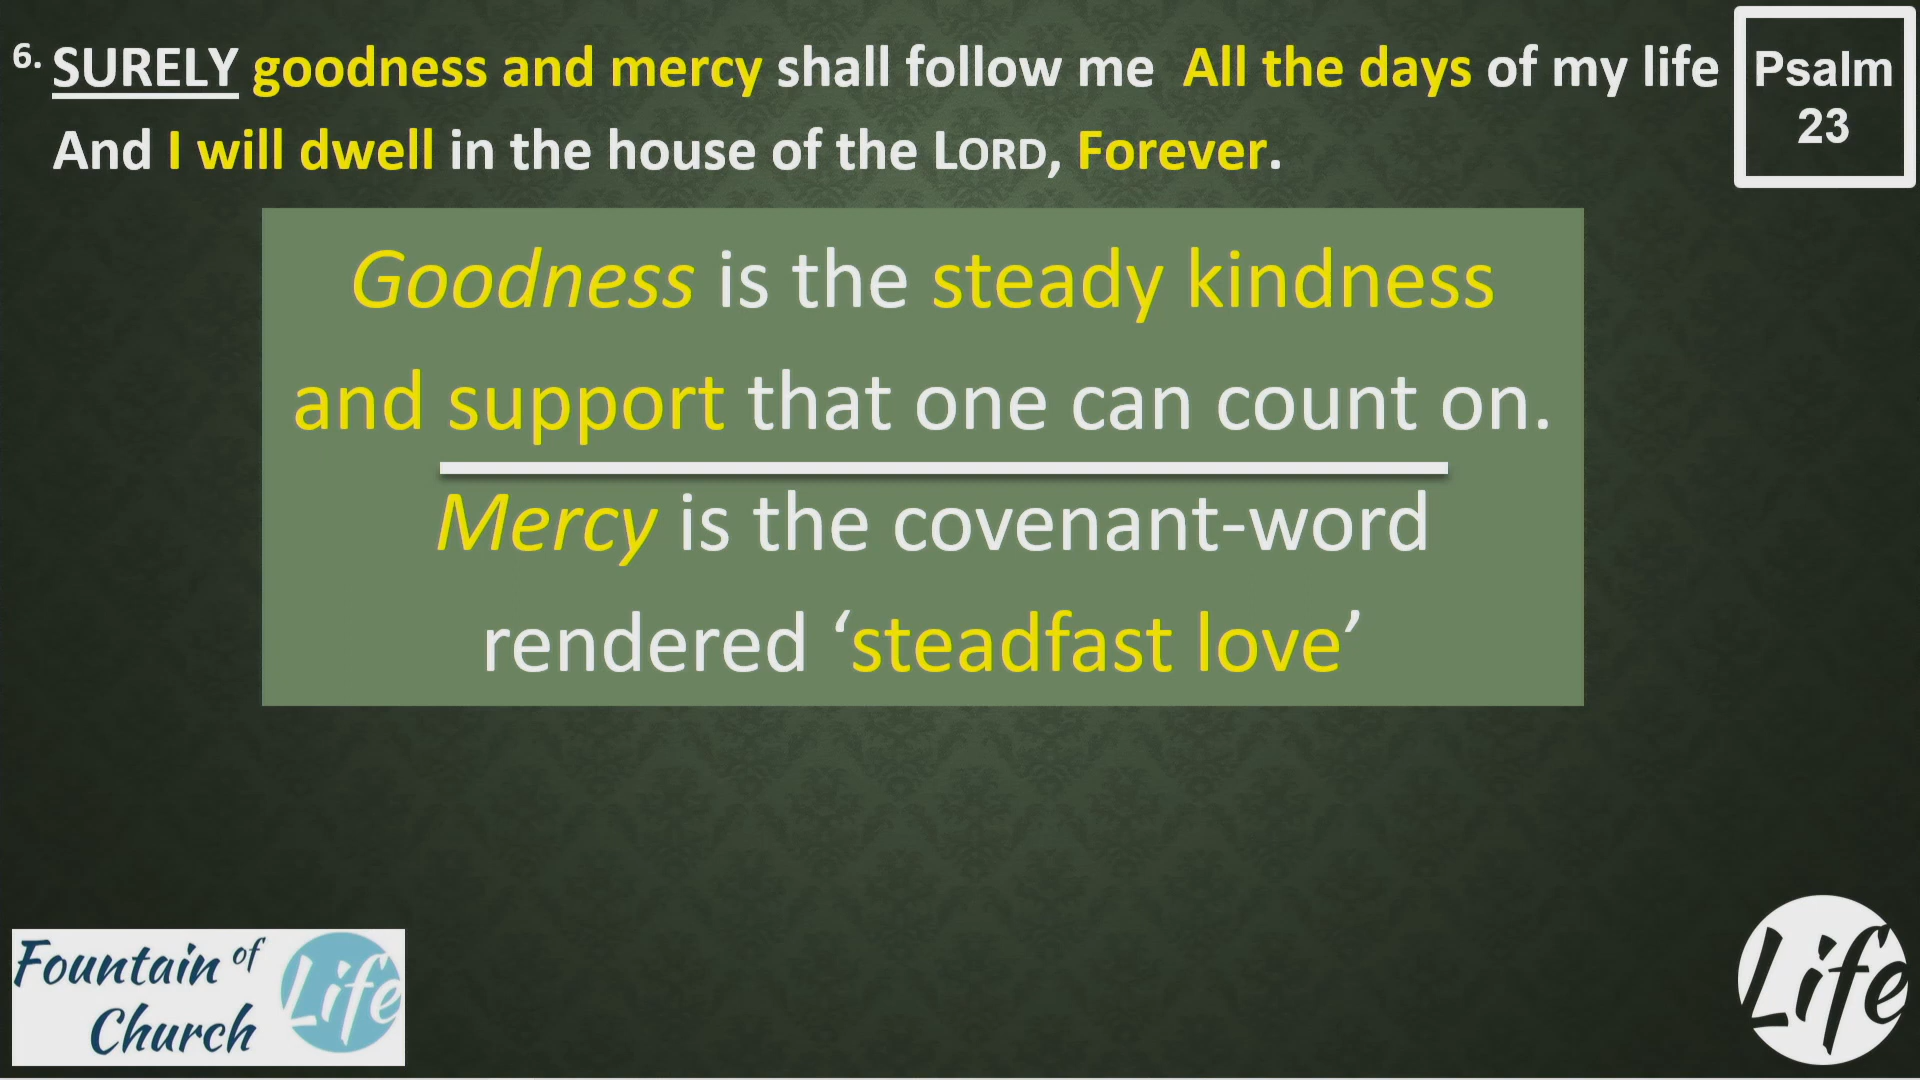 6. SURELY goodness and mercy shall follow me All the days of my life
And I will dwell in the house of the LORD, Forever.
Psalm
23
Goodness is the steady kindness
and support that one can count on.
Mercy is the covenant-word
rendered ‘steadfast love’
Fountain of
Church
Life
Life